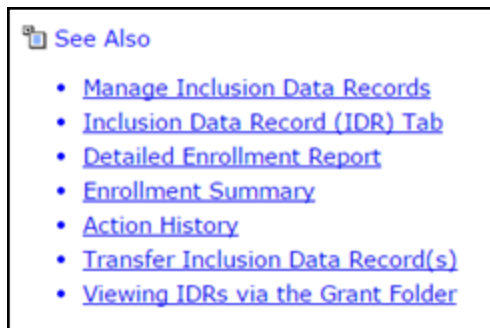 See Also
• Manage Inclusion Data Records
• Inclusion Data Record (IDR) Tab
• Detailed Enrollment Report
• Enrollment Summary
• Action History
• Transfer Inclusion Data Record(s)
• Viewing IDRs via the Grant Folder